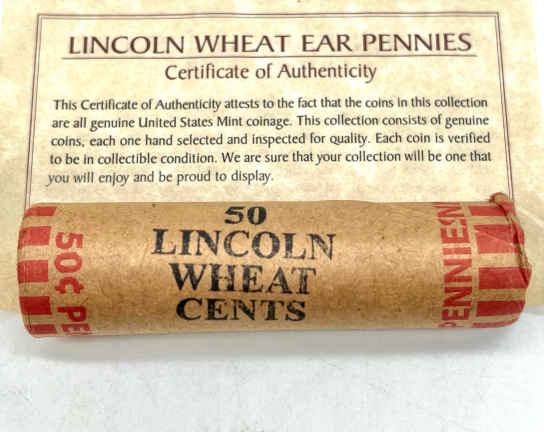 LINCOLN WHEAT EAR PENNIES
Certificate of Authenticity
This Certificate of Authenticity attests to the fact that the coins in this collection
are all genuine United States Mint coinage. This collection consists of genuine
coins, each one hand selected and inspected for quality. Each coin is verified
to be in collectible condition. We are sure that your collection will be one that
you will enjoy and be proud to display.
50
LINCOLN
WHEAT
CENTS
50¢ PE
PENNIEN